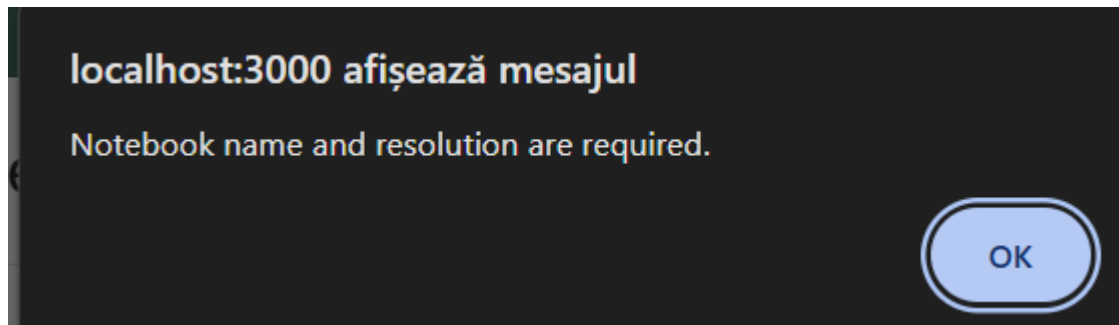 localhost:3000 afișează mesajul
Notebook name and resolution are required.
OK